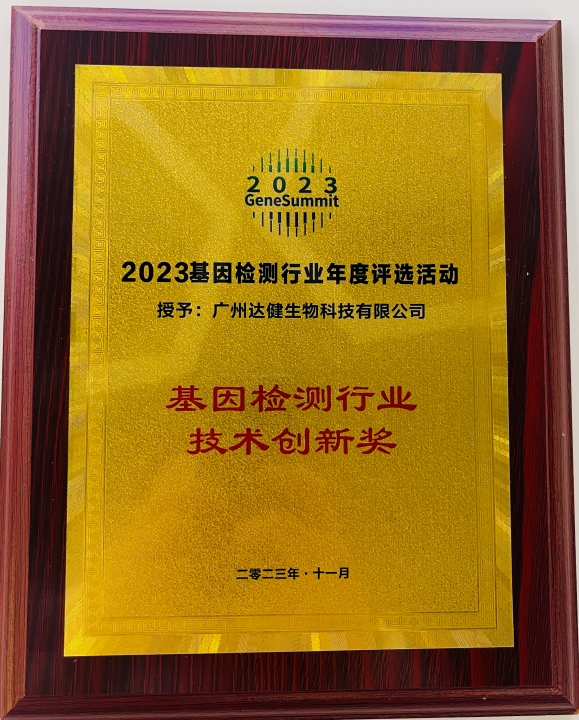 2023
GeneSummit
2023基因检测行业年度评选活动
授予：广州达健生物科技有限公司
基因检测行业
技术创新奖
二零二三年·十一月